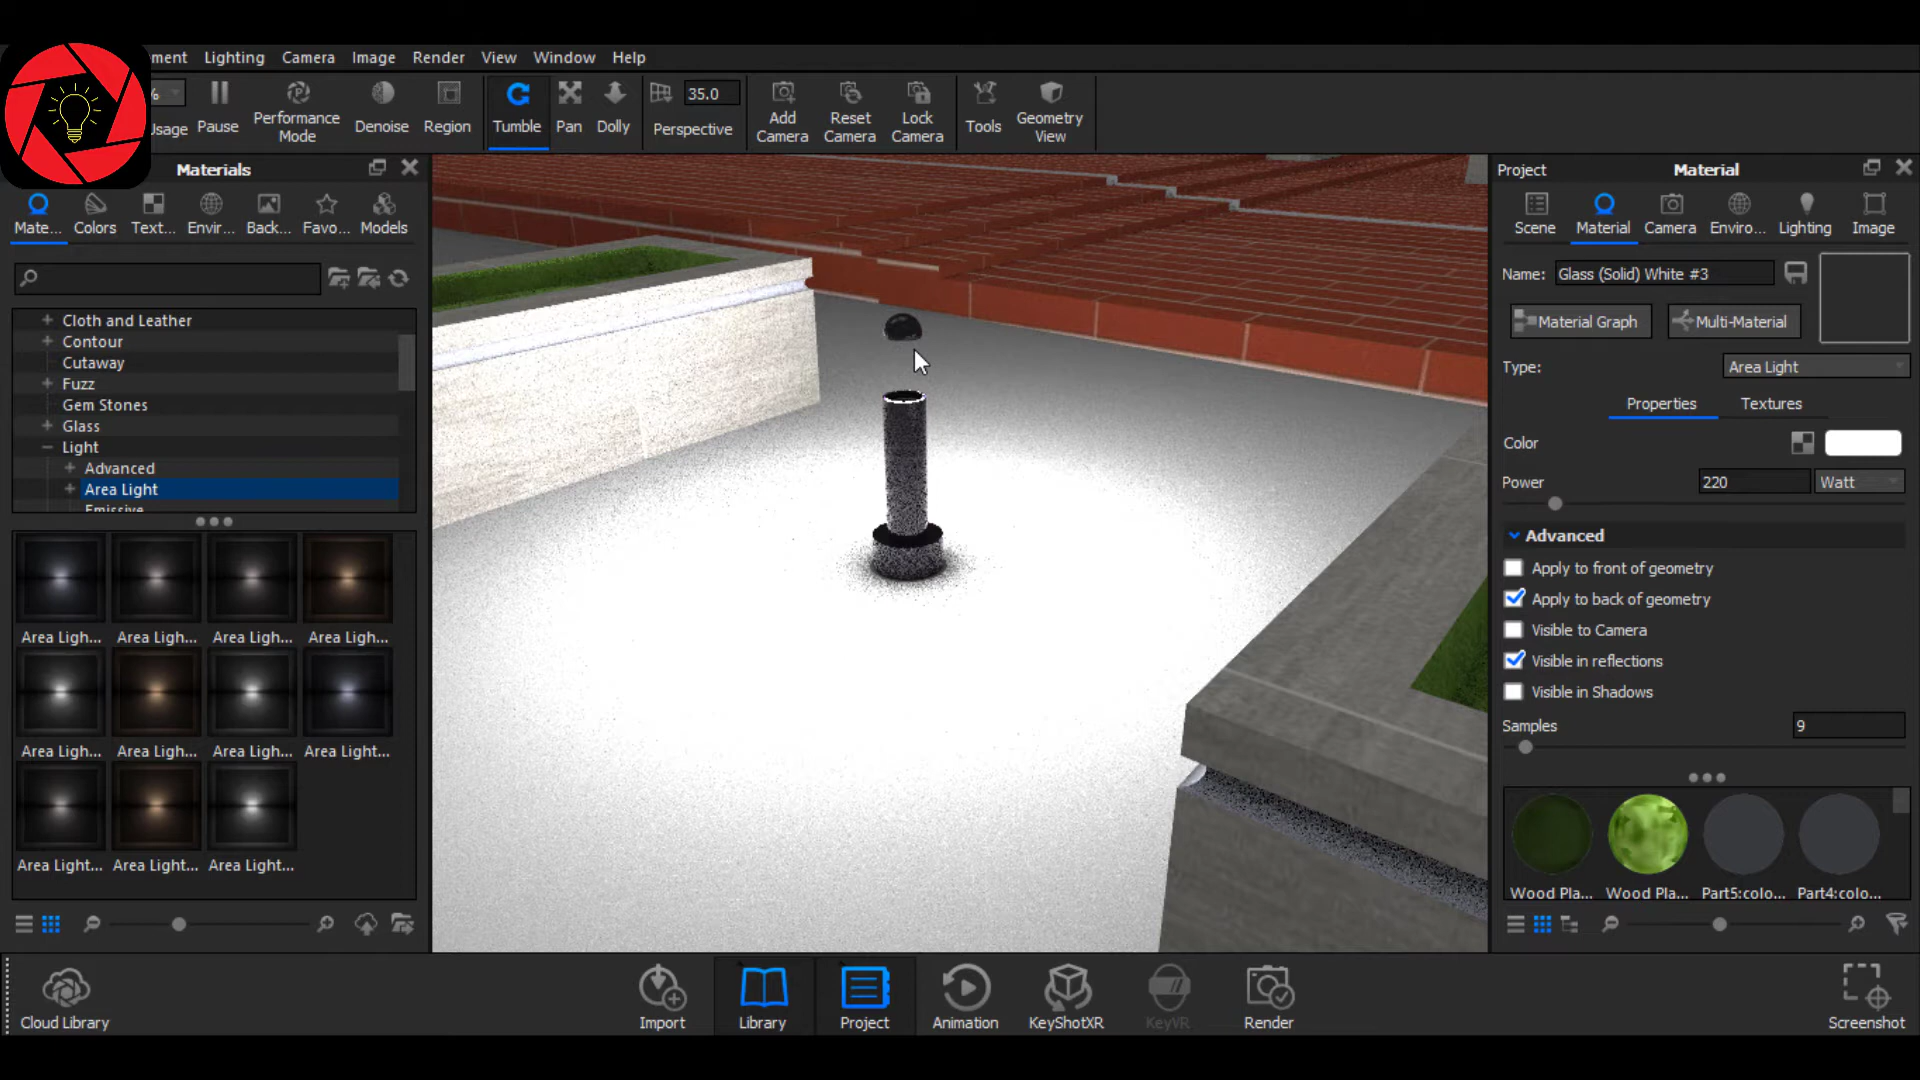 ment Lighting Camera Image Render View Window Help
% 35.0
Usage Pause Performance Mode Denoise Region Tumble Pan Dolly Perspective Add Camera Reset Camera Lock Camera Tools Geometry View
Materials
Mate... Colors Text... Envir... Back... Favo... Models
+ Cloth and Leather
+ Contour
Cutaway
+ Fuzz
Gem Stones
+ Glass
− Light
+ Advanced
+ Area Light
Emissive
Area Ligh... Area Ligh... Area Ligh... Area Ligh...
Area Ligh... Area Ligh... Area Ligh... Area Light...
Area Light... Area Light... Area Light...
Project Material
Scene Material Camera Enviro... Lighting Image
Name: Glass (Solid) White #3
Material Graph Multi-Material
Type: Area Light
Properties Textures
Color
Power 220 Watt
Advanced
Apply to front of geometry
Apply to back of geometry
Visible to Camera
Visible in reflections
Visible in Shadows
Samples 9
Wood Pla... Wood Pla... Part5:colo... Part4:colo...
Cloud Library Import Library Project Animation KeyShotXR KeyVR Render Screenshot